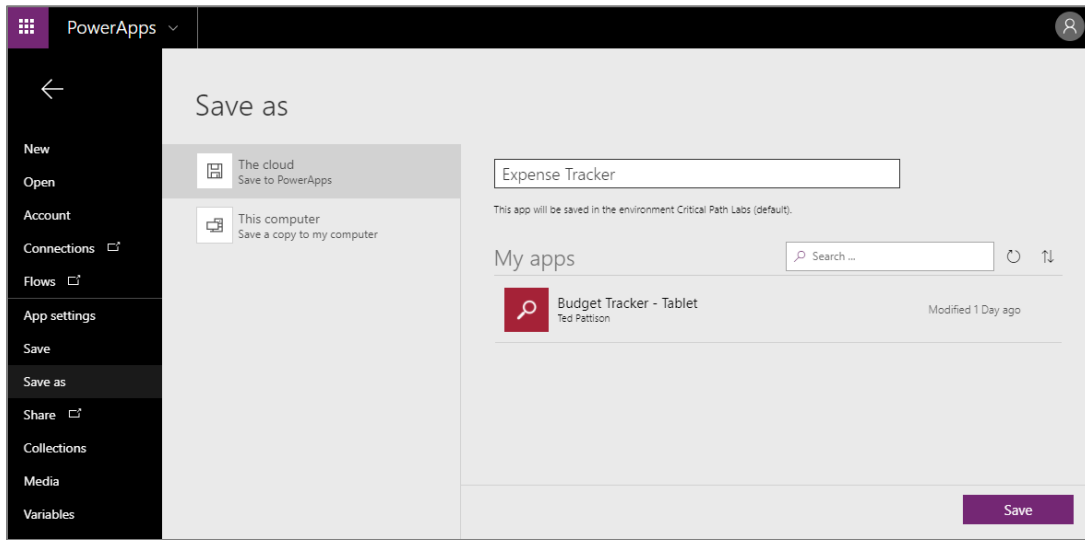 PowerApps
New
Open
Account
Connections
Flows
App settings
Save
Save as
Share
Collections
Media
Variables
Save as
The cloud
Save to PowerApps
This computer
Save a copy to my computer
Expense Tracker
This app will be saved in the environment Critical Path Labs (default).
My apps
Search ...
Budget Tracker - Tablet
Ted Pattison
Modified 1 Day ago
Save